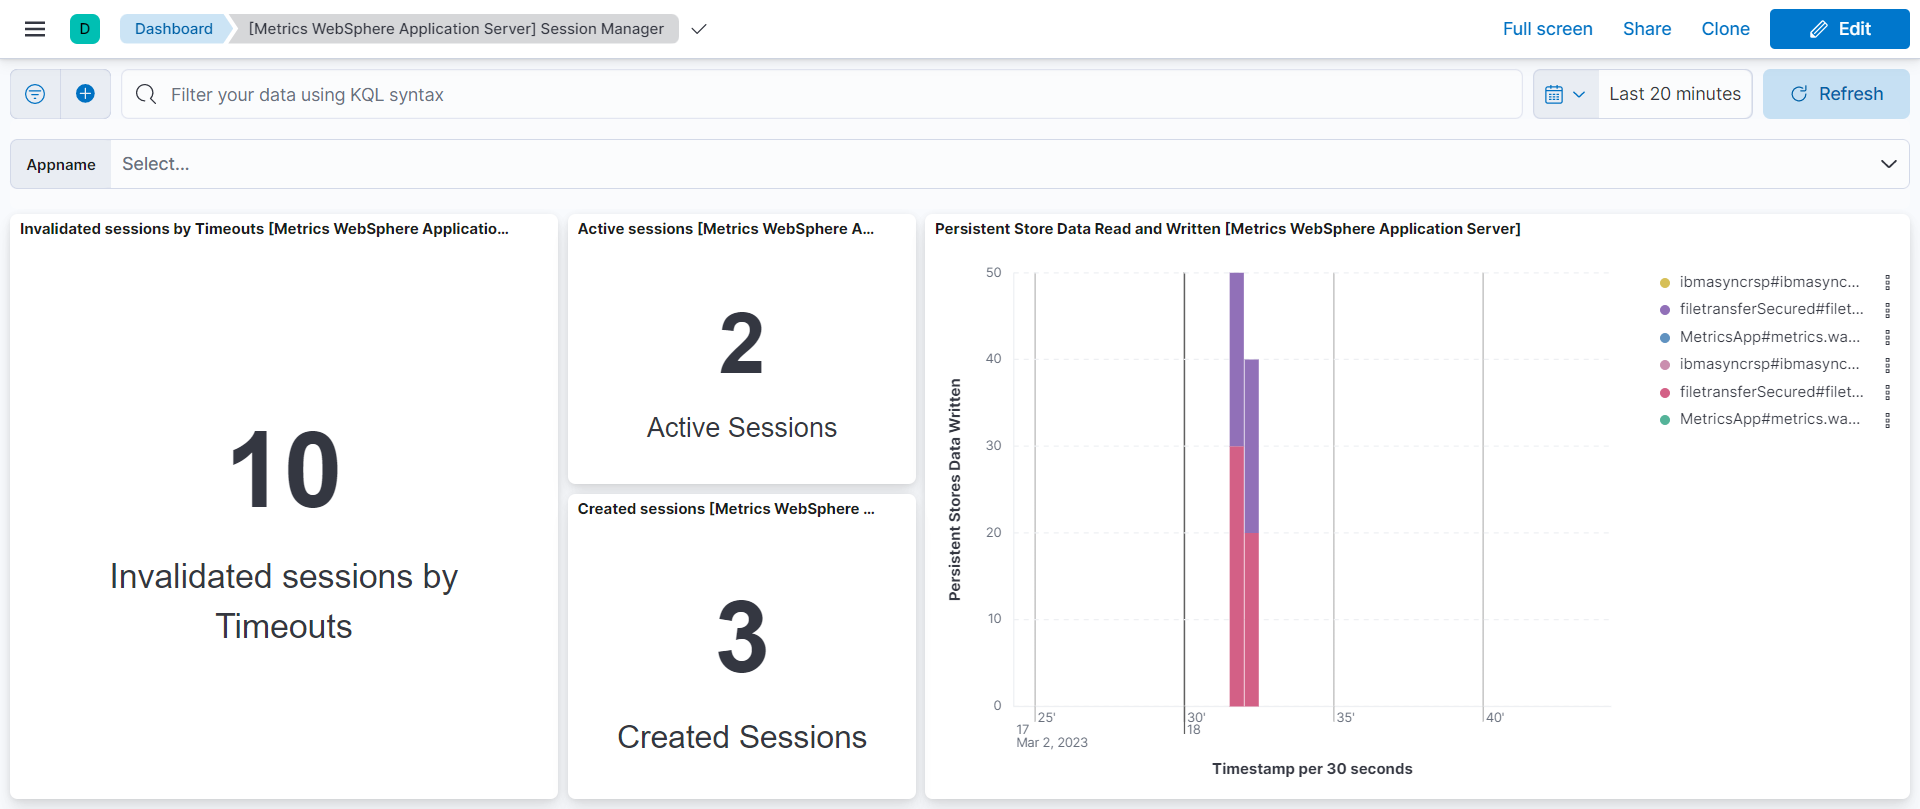 D
Dashboard
[Metrics WebSphere Application Server] Session Manager
Full screen
Share
Clone
Edit
Filter your data using KQL syntax
Last 20 minutes
Refresh
Appname
Select...
Invalidated sessions by Timeouts [Metrics WebSphere Applicatio...
10
Invalidated sessions by
Timeouts
Active sessions [Metrics WebSphere A...
2
Active Sessions
Created sessions [Metrics WebSphere ...
3
Created Sessions
Persistent Store Data Read and Written [Metrics WebSphere Application Server]
Persistent Stores Data Written
50
40
30
20
10
0
25'
30'
35'
40'
17
18
Mar 2, 2023
Timestamp per 30 seconds
ibmasyncrsp#ibmasync...
filetransferSecured#filet...
MetricsApp#metrics.wa...
ibmasyncrsp#ibmasync...
filetransferSecured#filet...
MetricsApp#metrics.wa...